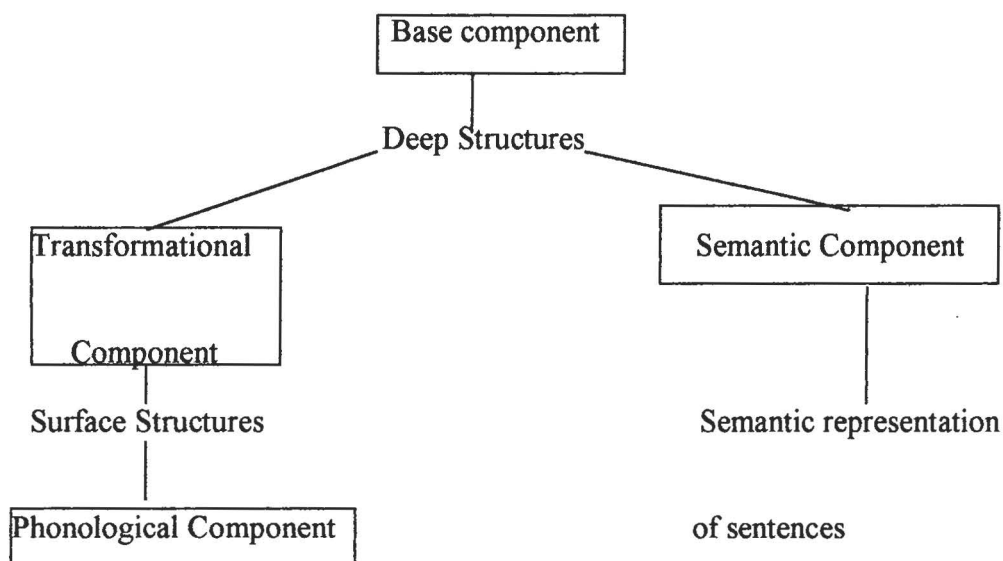 Base component
Deep Structures
Transformational
Component
Semantic Component
Surface Structures
Semantic representation
of sentences
Phonological Component